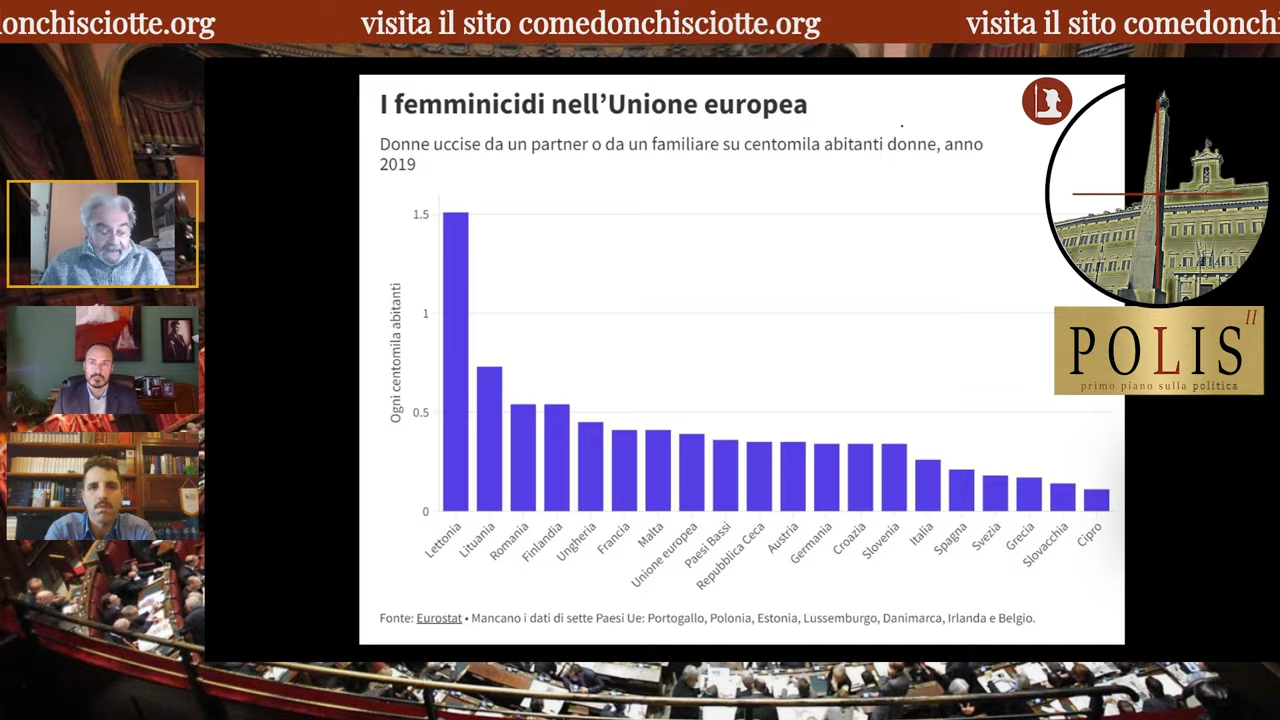 donchisciotte.org visita il sito comedonchisciotte.org visita il sito comedonchi
I femminicidi nell'Unione europea
Donne uccise da un partner o da un familiare su centomila abitanti donne, anno
2019
Ogni centomila abitanti
1.5
1
0.5
0
Lettonia
Lituania
Romania
Finlandia
Ungheria
Francia
Malta
Unione europea
Paesi Bassi
Repubblica Ceca
Austria
Germania
Croazia
Slovenia
Italia
Spagna
Svezia
Grecia
Slovacchia
Cipro
Fonte: Eurostat • Mancano i dati di sette Paesi Ue: Portogallo, Polonia, Estonia, Lussemburgo, Danimarca, Irlanda e Belgio.
POLIS II
primo piano sulla politica